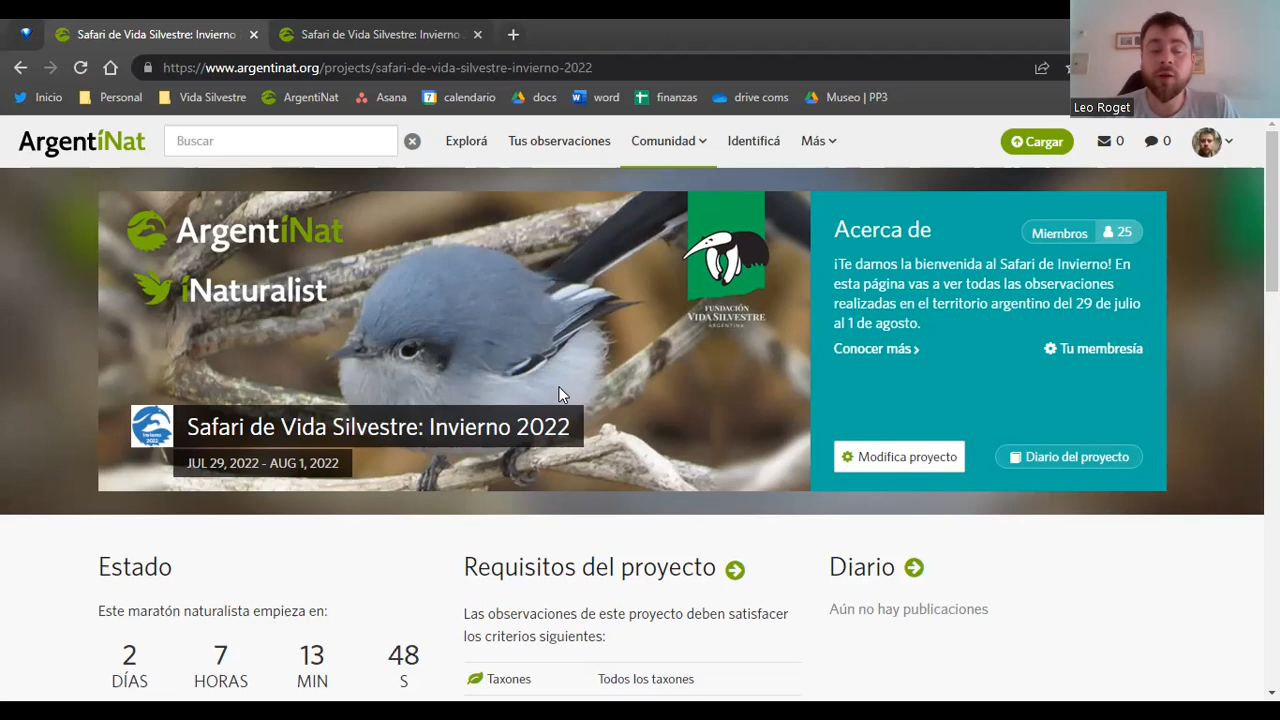 Safari de Vida Silvestre: Invierno
Safari de Vida Silvestre: Invierno
https://www.argentinat.org/projects/safari-de-vida-silvestre-invierno-2022
Inicio Personal Vida Silvestre ArgentiNat Asana calendario docs word finanzas drive coms Museo | PP3
Leo Roget
ArgentíNat
Buscar
Explorá Tus observaciones Comunidad Identificá Más
Cargar 0 0
ArgentíNat
iNaturalist
FUNDACIÓN
VIDA SILVESTRE
ARGENTINA
Invierno
2022
Safari de Vida Silvestre: Invierno 2022
JUL 29, 2022 - AUG 1, 2022
Acerca de
Miembros 25
¡Te damos la bienvenida al Safari de Invierno! En
esta página vas a ver todas las observaciones
realizadas en el territorio argentino del 29 de julio
al 1 de agosto.
Conocer más
Tu membresía
Modifica proyecto
Diario del proyecto
Estado
Este maratón naturalista empieza en:
2 7 13 48
DÍAS HORAS MIN S
Requisitos del proyecto
Las observaciones de este proyecto deben satisfacer
los criterios siguientes:
Taxones Todos los taxones
Diario
Aún no hay publicaciones